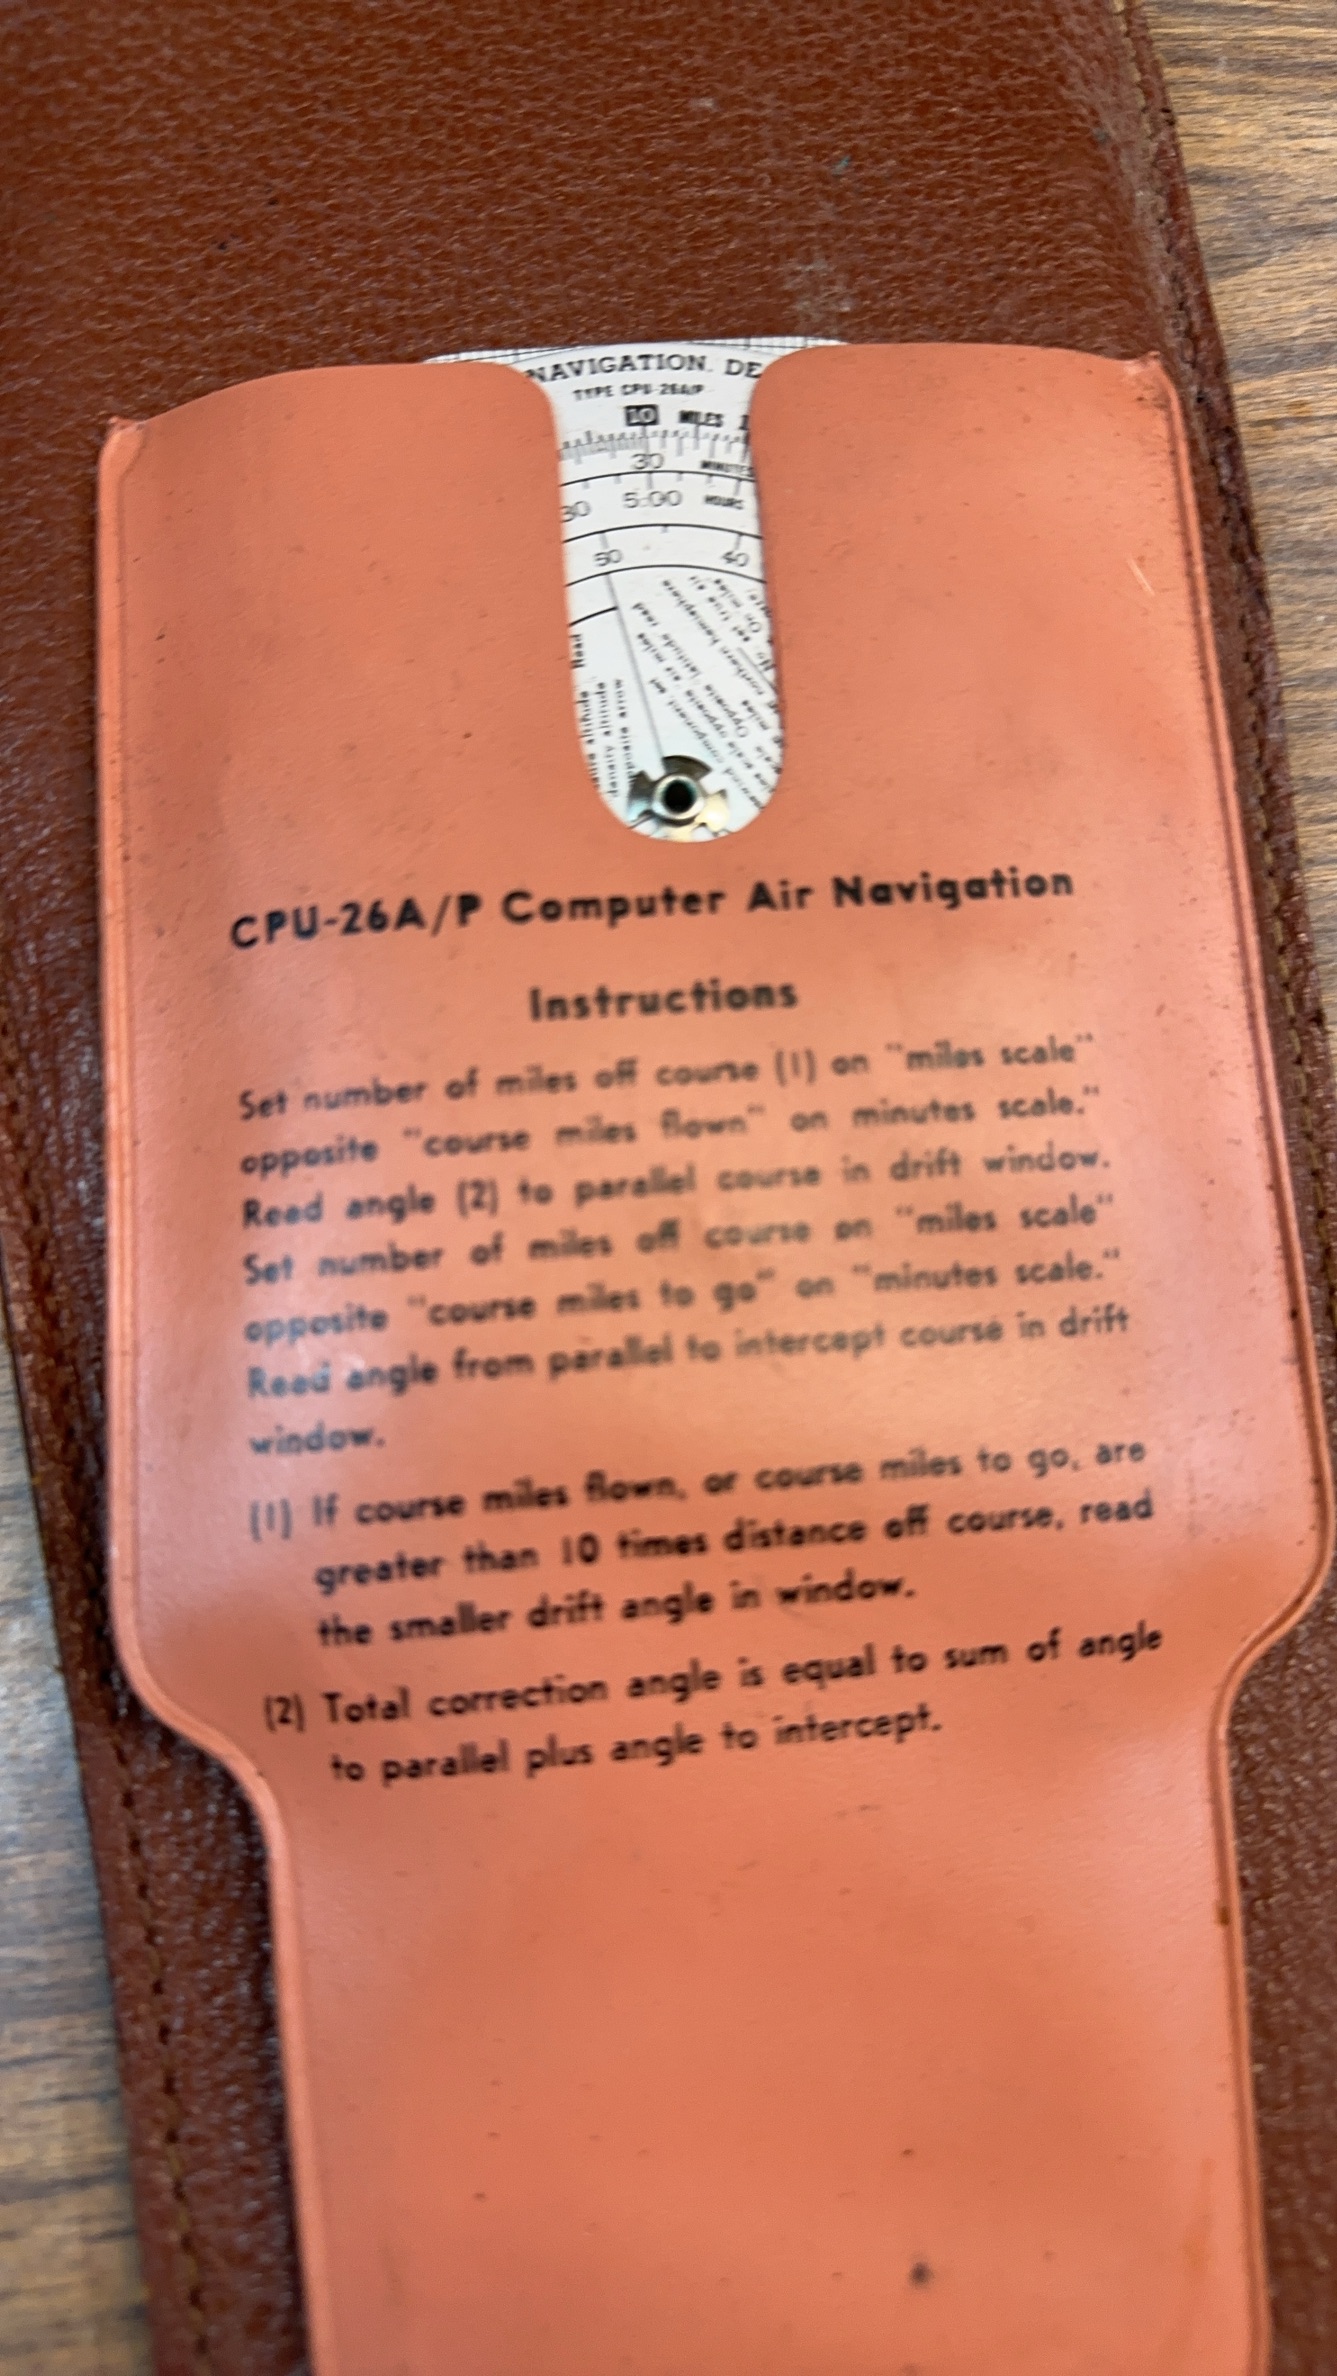 NAVIGATION. DE
TYPE CPU-26A/P
10 MILES
30 MINUTES
30 5:00 HOURS
50 40
Read
density altitude
opposite arrow
CPU-26A/P Computer Air Navigation
Instructions
Set number of miles off course (1) on "miles scale"
opposite "course miles flown" on minutes scale."
Read angle (2) to parallel course in drift window.
Set number of miles off course on "miles scale"
opposite "course miles to go" on "minutes scale."
Read angle from parallel to intercept course in drift
window.
(1) If course miles flown, or course miles to go, are
greater than 10 times distance off course, read
the smaller drift angle in window.
(2) Total correction angle is equal to sum of angle
to parallel plus angle to intercept.